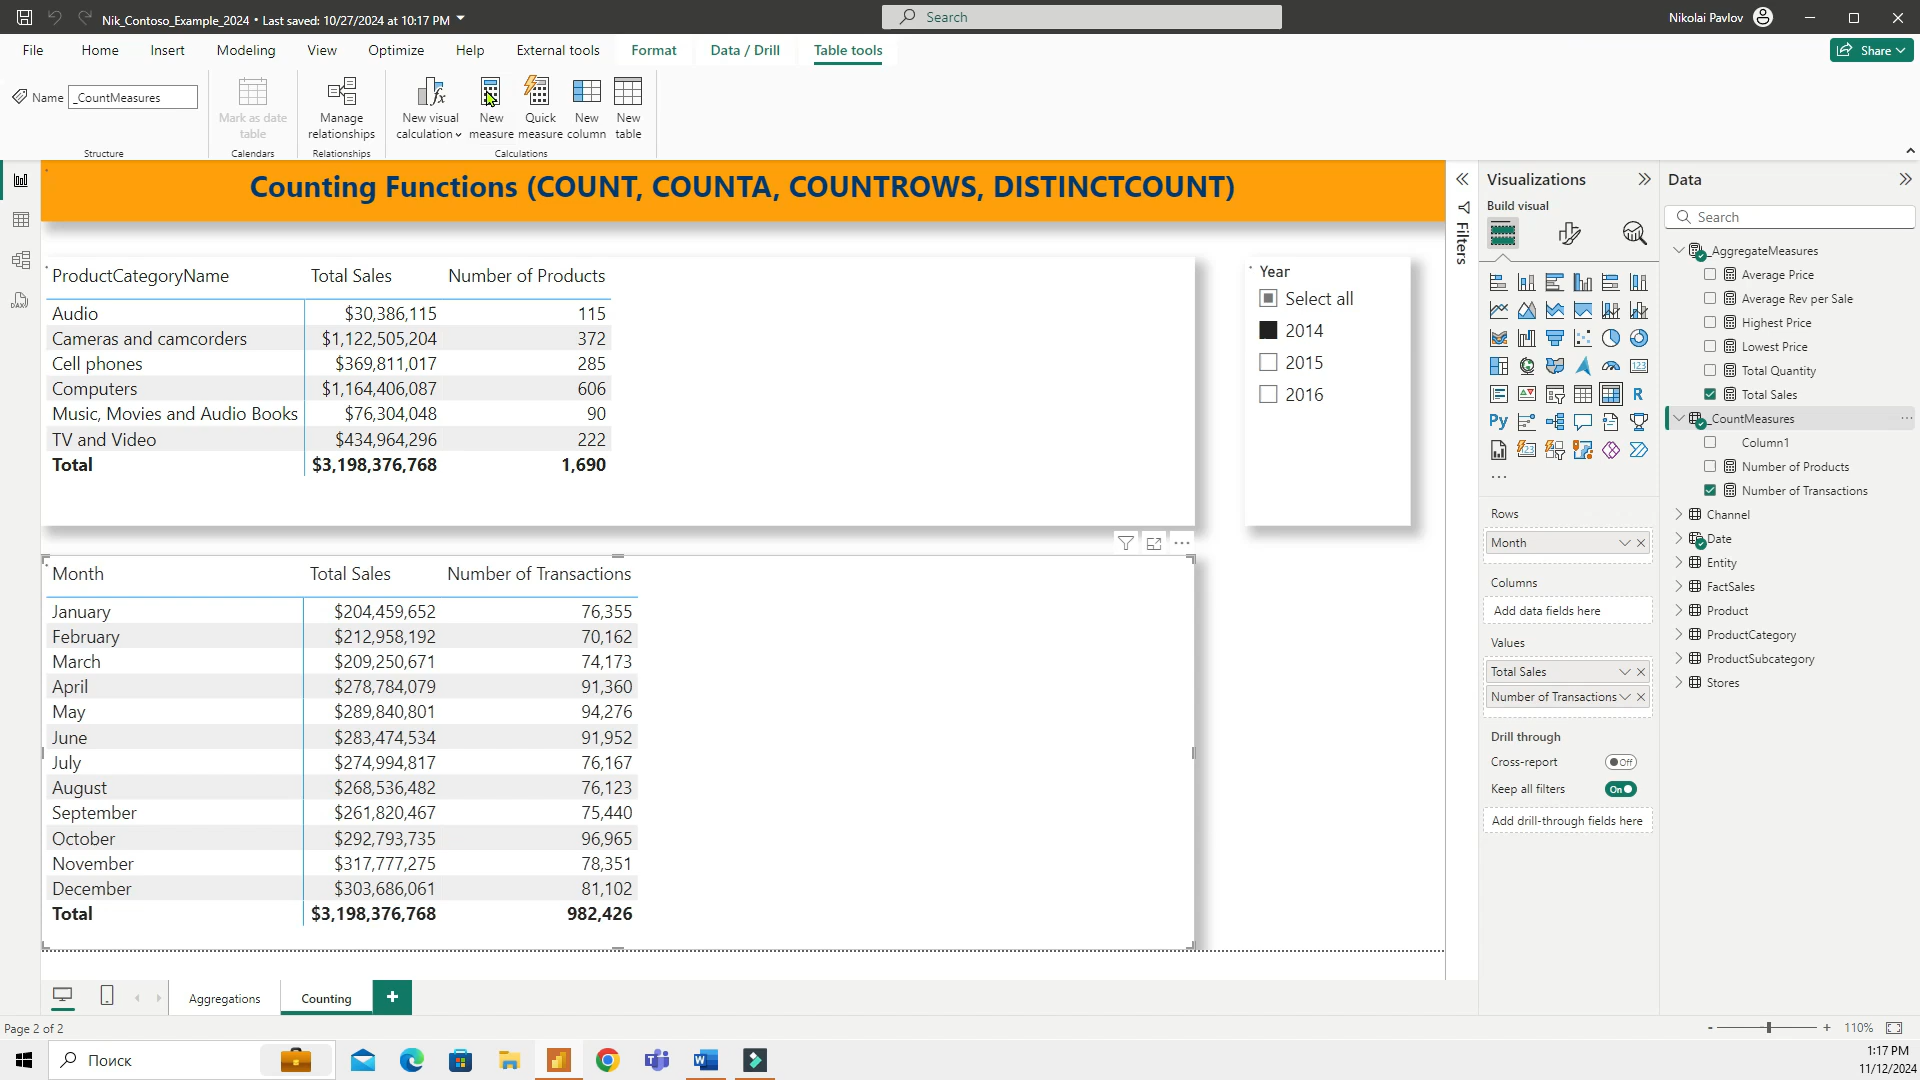 Nik_Contoso_Example_2024 • Last saved: 10/27/2024 at 10:17 PM
Search
Nikolai Pavlov
File Home Insert Modeling View Optimize Help External tools Format Data / Drill Table tools
Share
Name _CountMeasures
Mark as date table
Manage relationships
New visual calculation
New measure
Quick measure
New column
New table
Structure Calendars Relationships Calculations
Counting Functions (COUNT, COUNTA, COUNTROWS, DISTINCTCOUNT)
ProductCategoryName Total Sales Number of Products
Audio $30,386,115 115
Cameras and camcorders $1,122,505,204 372
Cell phones $369,811,017 285
Computers $1,164,406,087 606
Music, Movies and Audio Books $76,304,048 90
TV and Video $434,964,296 222
Total $3,198,376,768 1,690
Year
Select all
2014
2015
2016
Month Total Sales Number of Transactions
January $204,459,652 76,355
February $212,958,192 70,162
March $209,250,671 74,173
April $278,784,079 91,360
May $289,840,801 94,276
June $283,474,534 91,952
July $274,994,817 76,167
August $268,536,482 76,123
September $261,820,467 75,440
October $292,793,735 96,965
November $317,777,275 78,351
December $303,686,061 81,102
Total $3,198,376,768 982,426
Filters
Visualizations
Build visual
R
Py
123
Rows
Month
Columns
Add data fields here
Values
Total Sales
Number of Transactions
Drill through
Cross-report Off
Keep all filters On
Add drill-through fields here
Data
Search
_AggregateMeasures
Average Price
Average Rev per Sale
Highest Price
Lowest Price
Total Quantity
Total Sales
_CountMeasures
Column1
Number of Products
Number of Transactions
Channel
Date
Entity
FactSales
Product
ProductCategory
ProductSubcategory
Stores
Aggregations Counting
Page 2 of 2
110%
Поиск
1:17 PM
11/12/2024